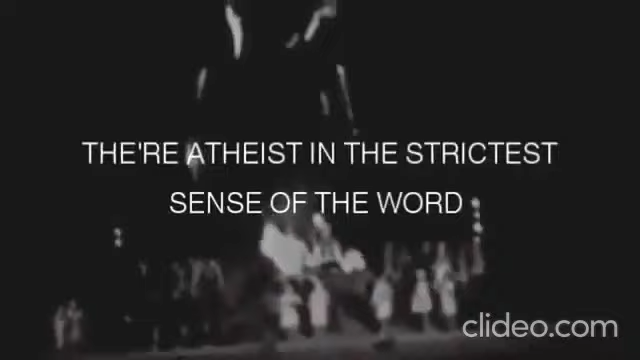 THE'RE ATHEIST IN THE STRICTEST
SENSE OF THE WORD
clideo.com